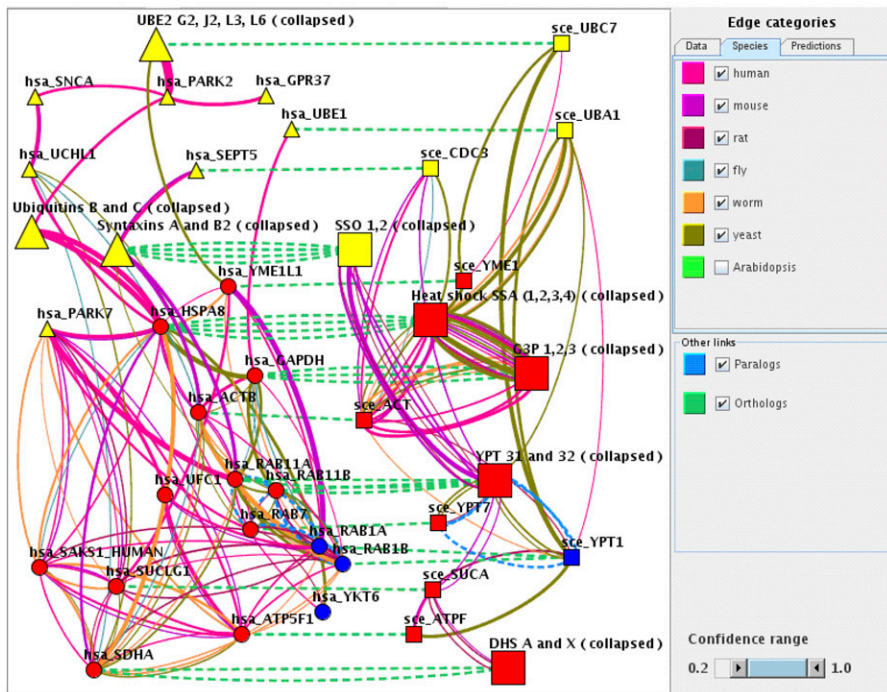 UBE2 G2, J2, L3, L6 (collapsed)
sce_UBC7
hsa_SNCA
hsa_PARK2
hsa_GPR37
hsa_UBE1
sce_UBA1
hsa_UCHL1
hsa_SEPT5
sce_CDC3
Ubiquitins B and C (collapsed)
Syntaxins A and B2 (collapsed)
SSO 1,2 (collapsed)
hsa_YME1L1
sce_YME1
Heat shock SSA (1,2,3,4) (collapsed)
hsa_PARK7
hsa_HSPA8
hsa_GAPDH
G3P 1,2,3 (collapsed)
hsa_ACTB
sce_ACT
hsa_RAB11A
hsa_RAB11B
YPT 31 and 32 (collapsed)
hsa_UFC1
hsa_RAB7
sce_YPT7
hsa_RAB1A
hsa_RAB1B
sce_YPT1
hsa_SAKS1_HUMAN
hsa_SUCLG1
sce_SUCA
hsa_YKT6
hsa_ATP5F1
sce_ATPF
hsa_SDHA
DHS A and X (collapsed)
Edge categories
Data Species Predictions
human
mouse
rat
fly
worm
yeast
Arabidopsis
Other links
Paralogs
Orthologs
Confidence range
0.2 1.0